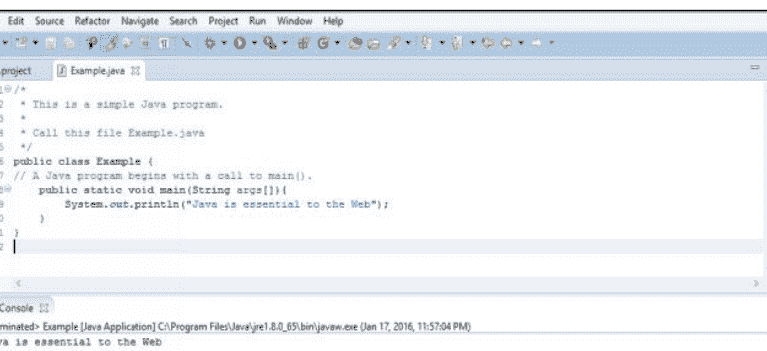 Edit Source Refactor Navigate Search Project Run Window Help
.project Example.java
/*
* This is a simple Java program.
*
* Call this file Example.java
*/
public class Example {
// A Java program begins with a call to main().
public static void main(String args[]){
System.out.println("Java is essential to the Web");
}
}
Console
minated> Example [Java Application] C:\Program Files\Java\jre1.8.0_65\bin\javaw.exe (Jan 17, 2016, 11:57:04 PM)
va is essential to the Web